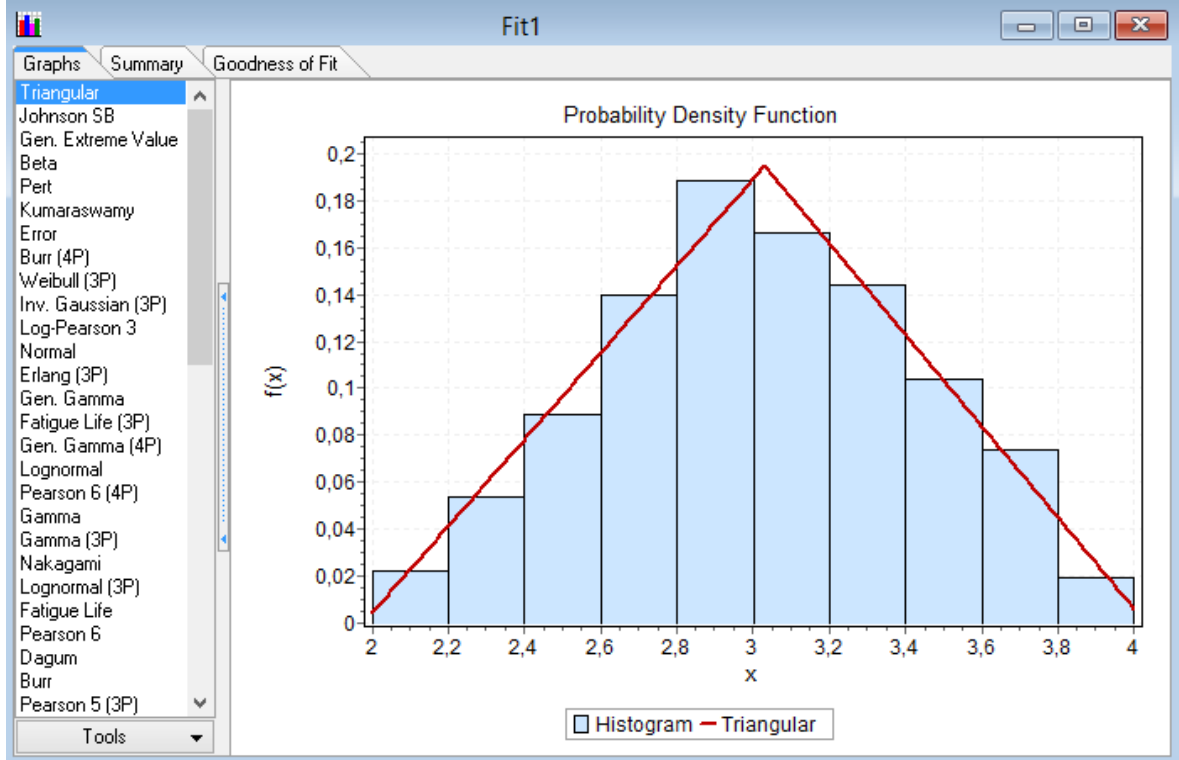 Fit1
Graphs Summary Goodness of Fit
Triangular
Johnson SB
Gen. Extreme Value
Beta
Pert
Kumaraswamy
Error
Burr (4P)
Weibull (3P)
Inv. Gaussian (3P)
Log-Pearson 3
Normal
Erlang (3P)
Gen. Gamma
Fatigue Life (3P)
Gen. Gamma (4P)
Lognormal
Pearson 6 (4P)
Gamma
Gamma (3P)
Nakagami
Lognormal (3P)
Fatigue Life
Pearson 6
Dagum
Burr
Pearson 5 (3P)
Tools
Probability Density Function
f(x)
0,2
0,18
0,16
0,14
0,12
0,1
0,08
0,06
0,04
0,02
0
2 2,2 2,4 2,6 2,8 3 3,2 3,4 3,6 3,8 4
x
Histogram Triangular